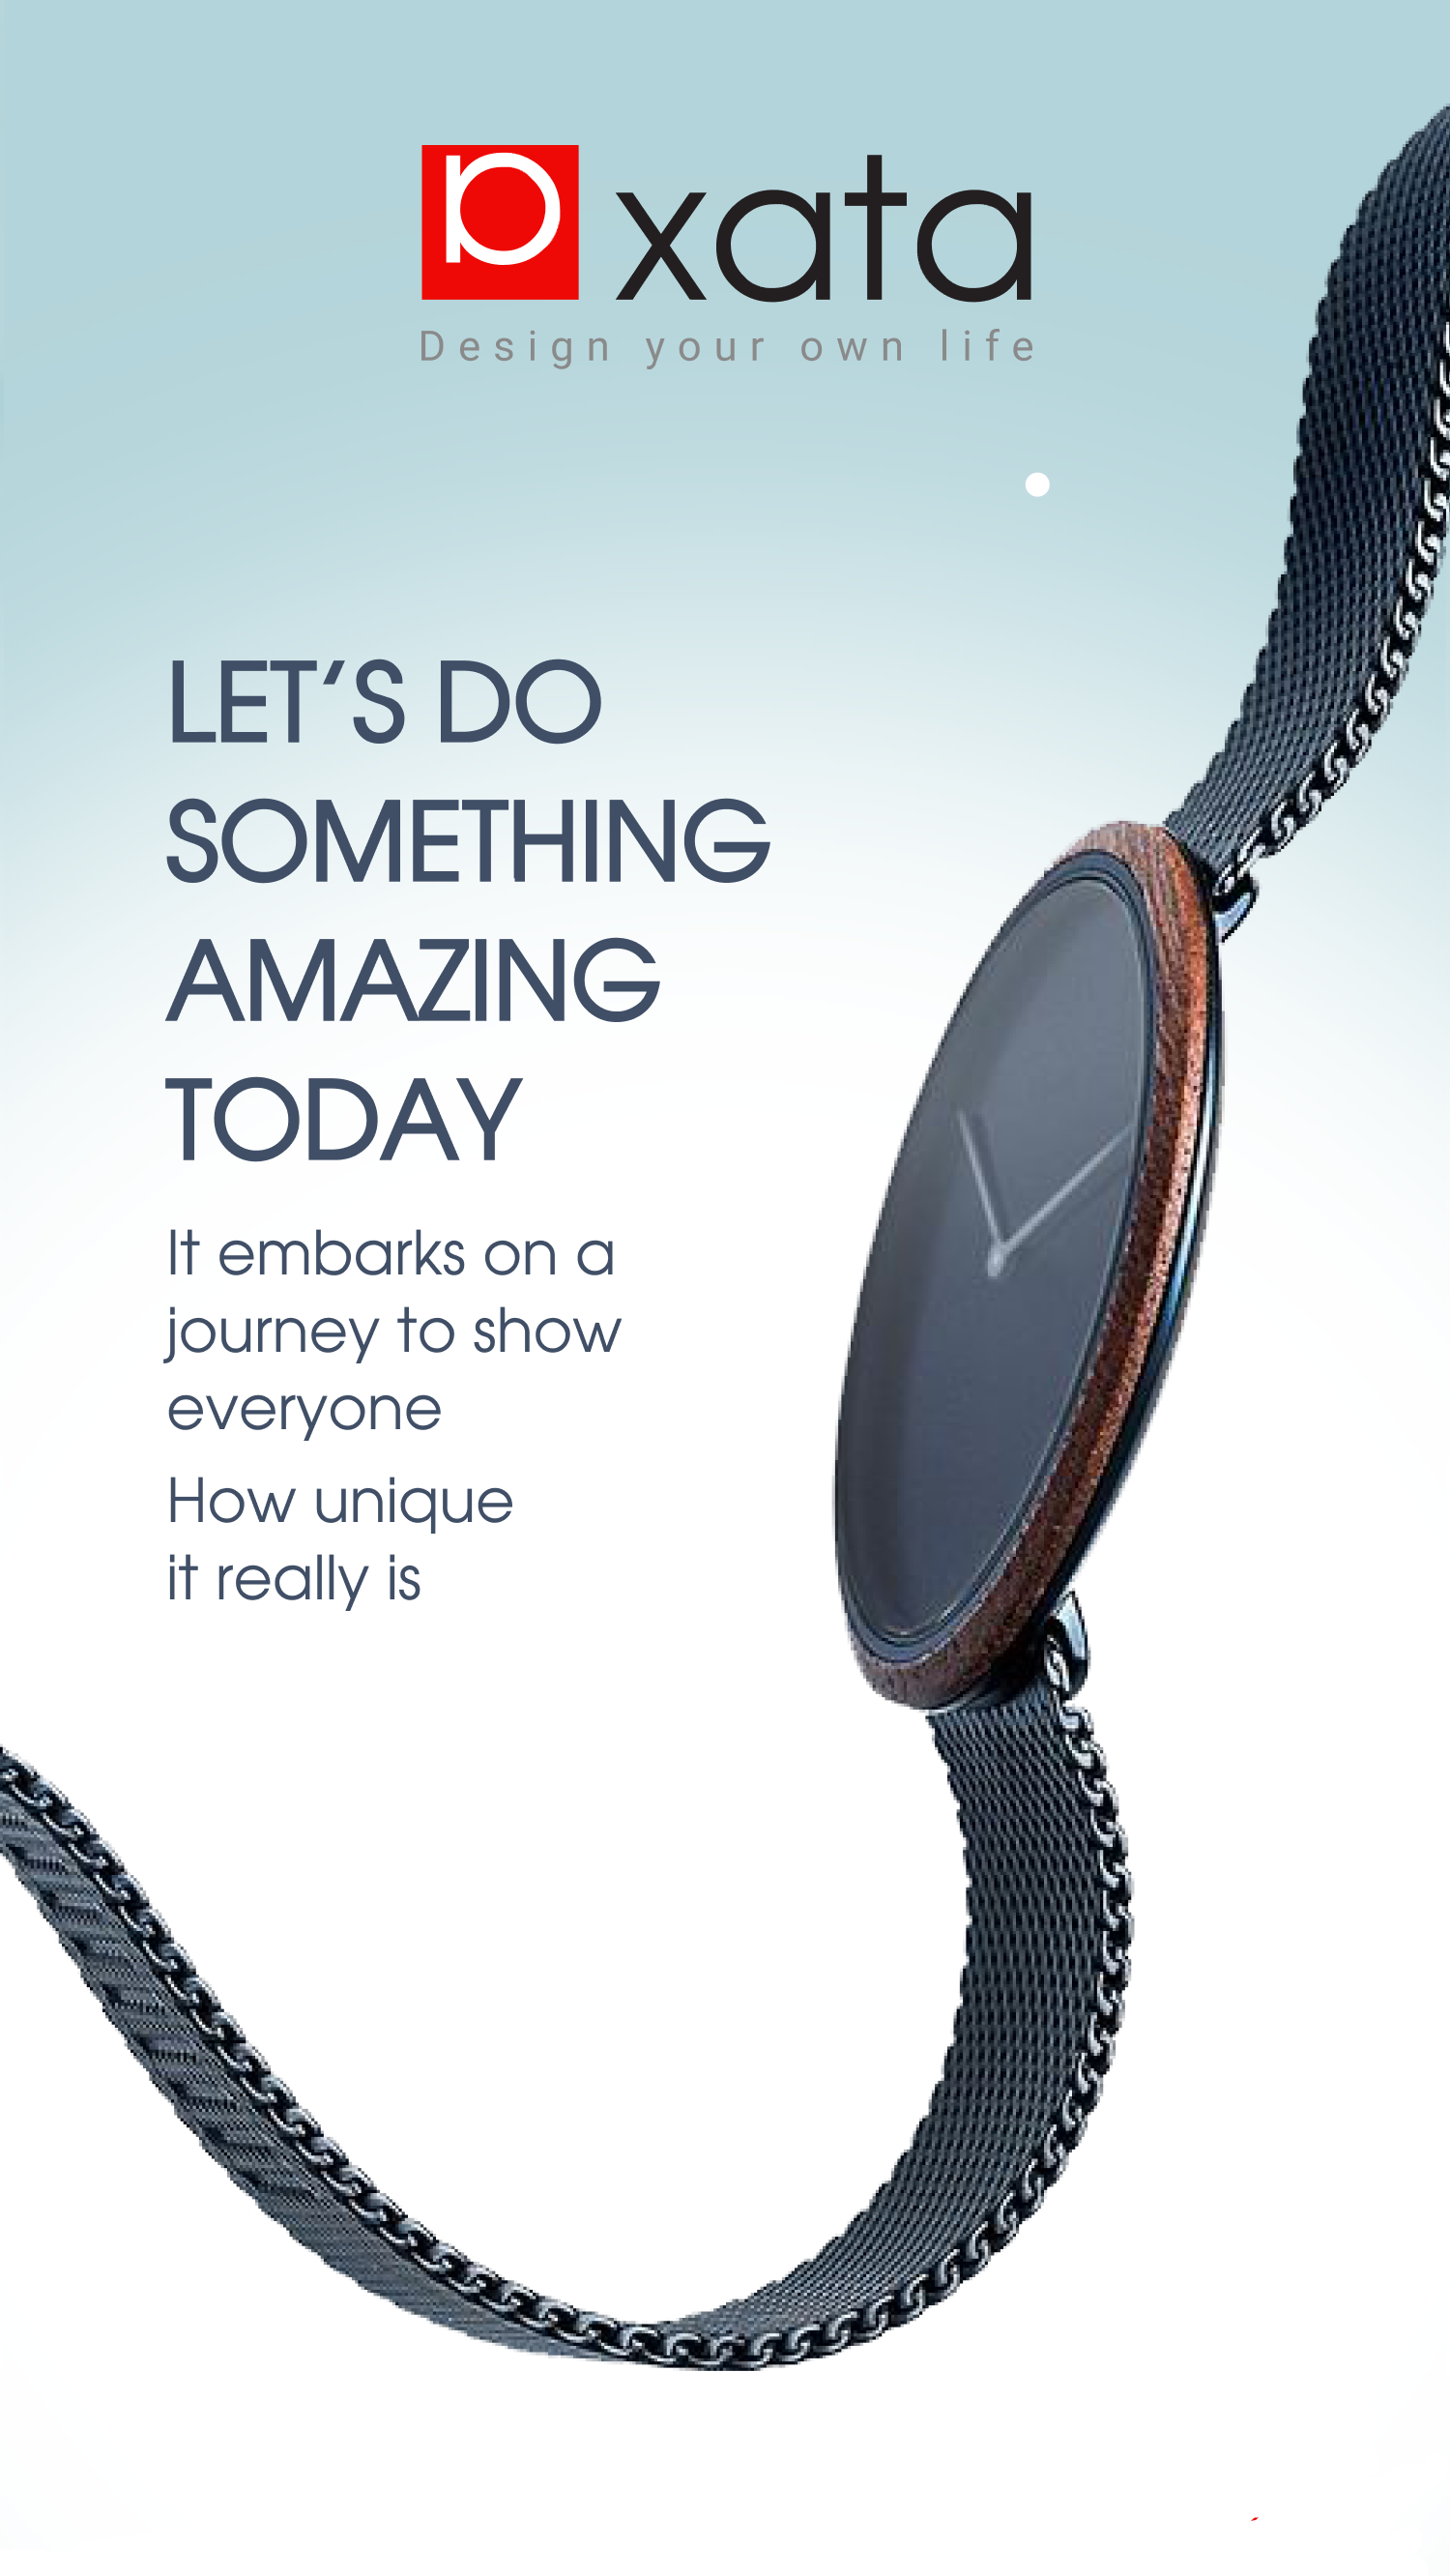 xata
Design your own life
LET'S DO
SOMETHING
AMAZING
TODAY
It embarks on a
journey to show
everyone
How unique
it really is